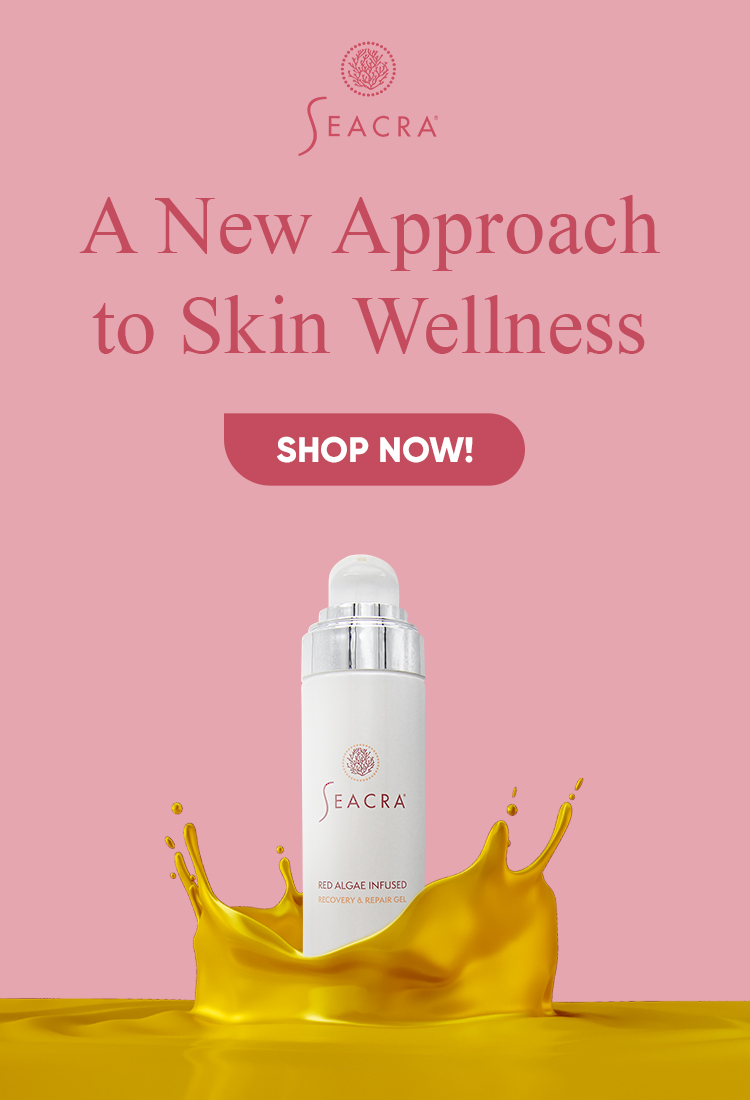 SEACRA®
A New Approach
to Skin Wellness
SHOP NOW!
SEACRA®
RED ALGAE INFUSED
RECOVERY & REPAIR GEL